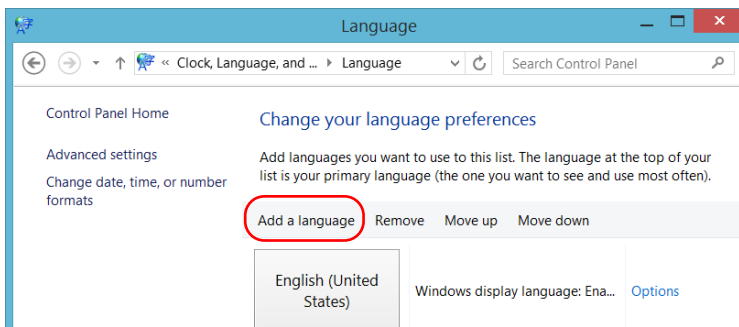 Language
« Clock, Language, and ... Language
Search Control Panel
Control Panel Home
Advanced settings
Change date, time, or number
formats
Change your language preferences
Add languages you want to use to this list. The language at the top of your
list is your primary language (the one you want to see and use most often).
Add a language Remove Move up Move down
English (United
States)
Windows display language: Ena...
Options